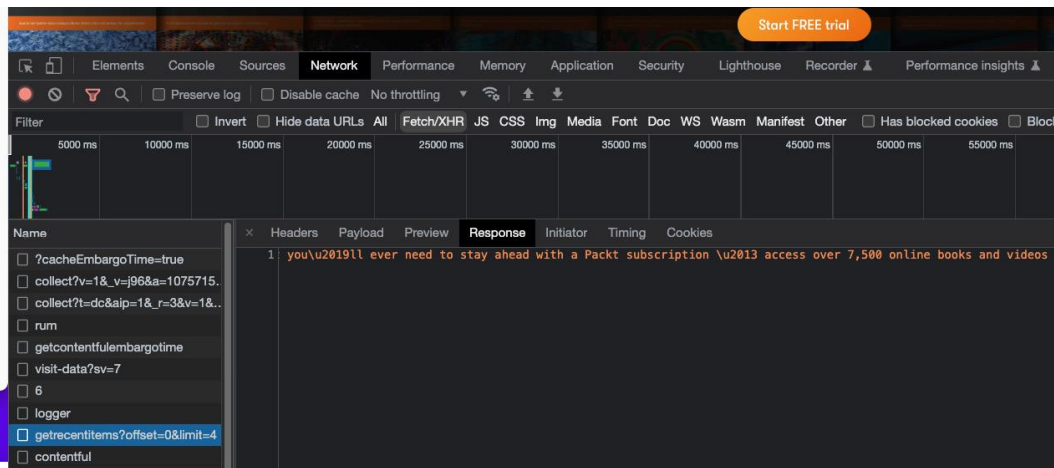 Start FREE trial
Elements Console Sources Network Performance Memory Application Security Lighthouse Recorder Performance insights
Preserve log Disable cache No throttling
Filter Invert Hide data URLs All Fetch/XHR JS CSS Img Media Font Doc WS Wasm Manifest Other Has blocked cookies Bloc
5000 ms 10000 ms 15000 ms 20000 ms 25000 ms 30000 ms 35000 ms 40000 ms 45000 ms 50000 ms 55000 ms
Name × Headers Payload Preview Response Initiator Timing Cookies
1 you\u2019ll ever need to stay ahead with a Packt subscription \u2013 access over 7,500 online books and videos
?cacheEmbargoTime=true
collect?v=1&_v=j96&a=1075715..
collect?t=dc&aip=1&_r=3&v=1&..
rum
getcontentfulembargotime
visit-data?sv=7
6
logger
getrecentitems?offset=0&limit=4
contentful